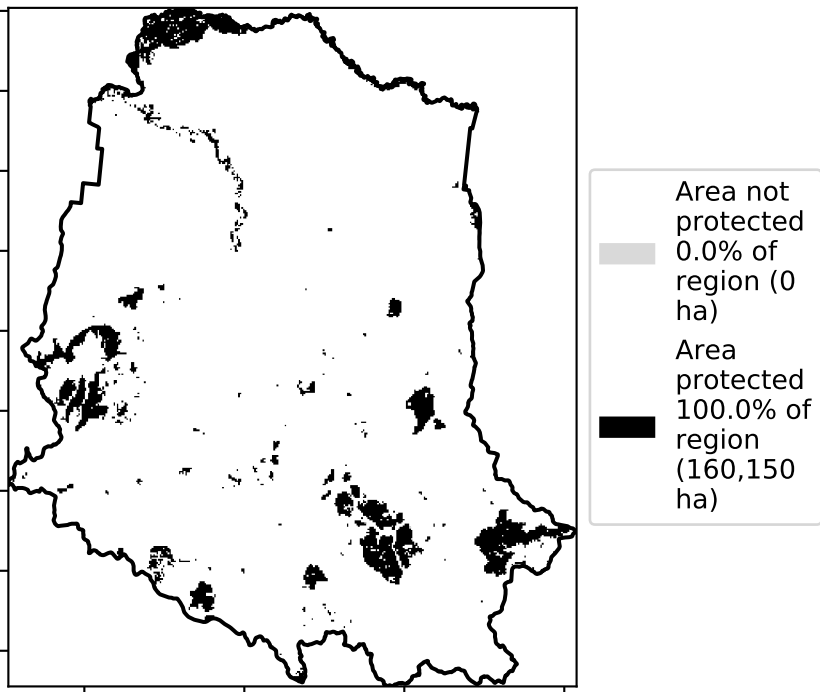 Area not
protected
0.0% of
region (0
ha)
Area
protected
100.0% of
region
(160,150
ha)